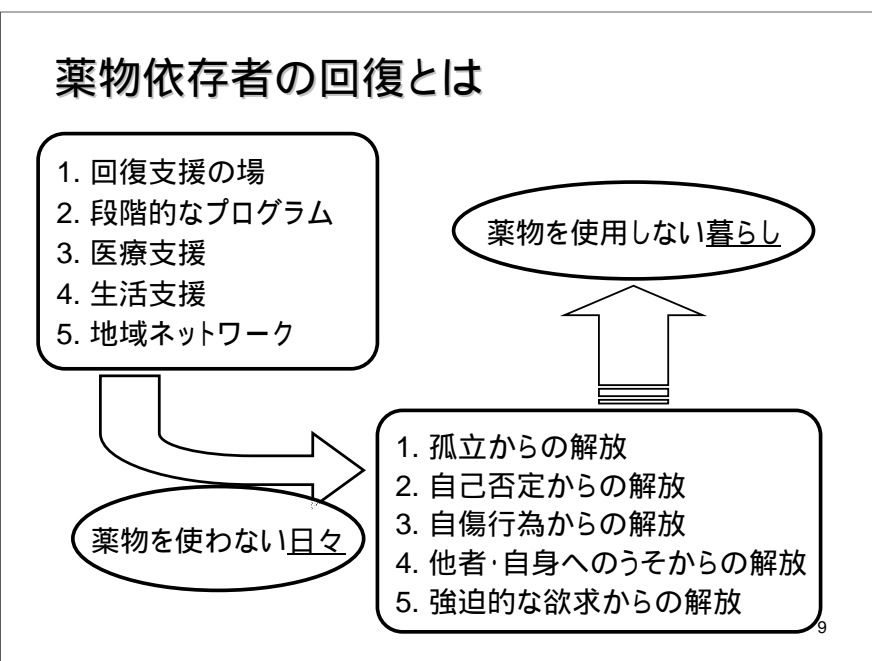 薬物依存者の回復とは
1. 回復支援の場
2. 段階的なプログラム
3. 医療支援
4. 生活支援
5. 地域ネットワーク
薬物を使用しない暮らし
薬物を使わない日々
1. 孤立からの解放
2. 自己否定からの解放
3. 自傷行為からの解放
4. 他者・自身へのうそからの解放
5. 強迫的な欲求からの解放
9